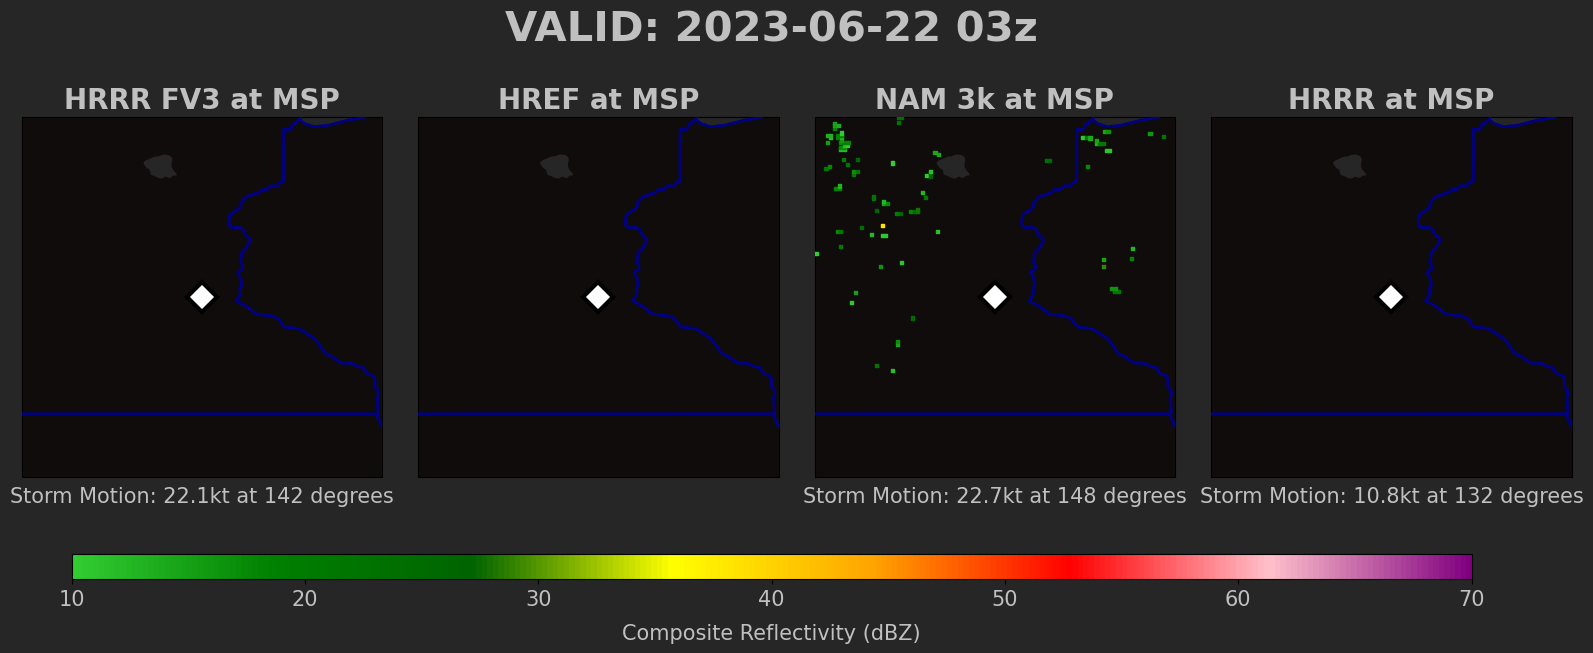 VALID: 2023-06-22 03z
HRRR FV3 at MSP
HREF at MSP
NAM 3k at MSP
HRRR at MSP
Storm Motion: 22.1kt at 142 degrees
Storm Motion: 22.7kt at 148 degrees
Storm Motion: 10.8kt at 132 degrees
10 20 30 40 50 60 70
Composite Reflectivity (dBZ)